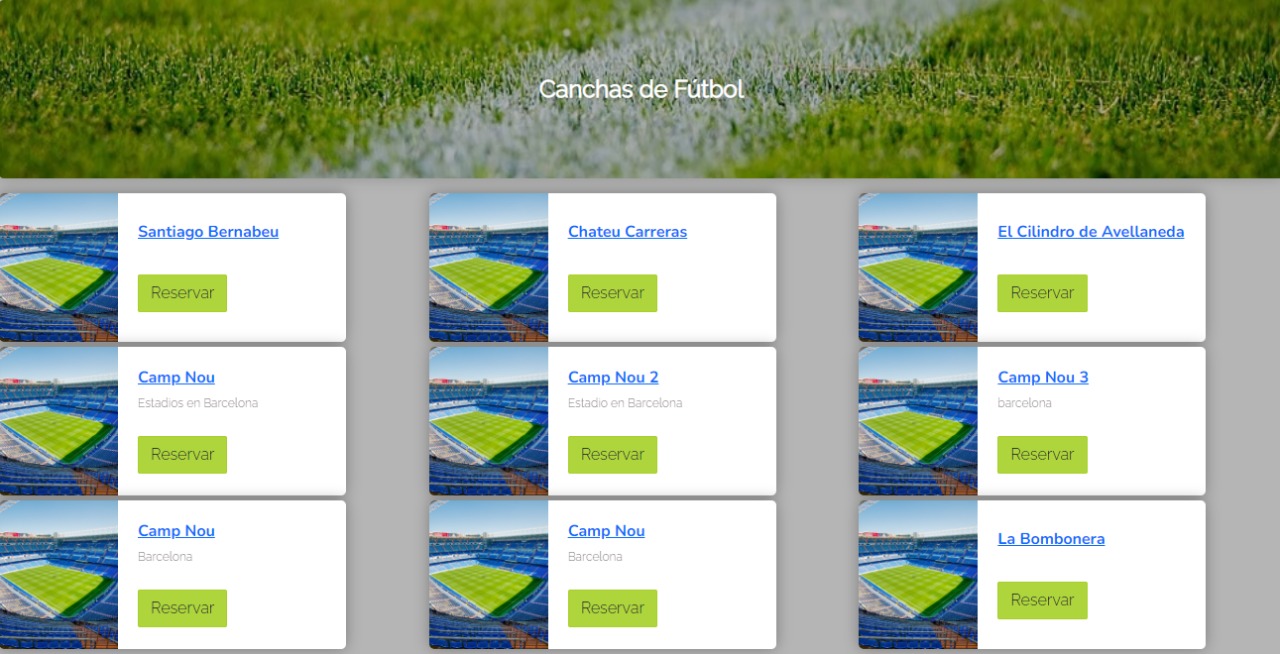 Canchas de Fútbol
Santiago Bernabeu
Reservar
Chateu Carreras
Reservar
El Cilindro de Avellaneda
Reservar
Camp Nou
Estadios en Barcelona
Reservar
Camp Nou 2
Estadio en Barcelona
Reservar
Camp Nou 3
barcelona
Reservar
Camp Nou
Barcelona
Reservar
Camp Nou
Barcelona
Reservar
La Bombonera
Reservar